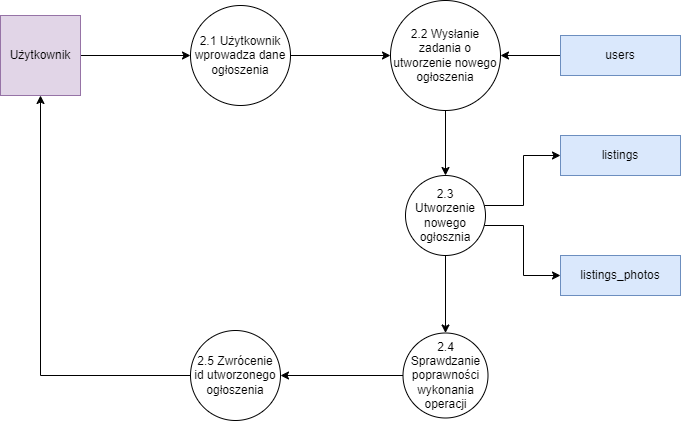 Użytkownik
2.1 Użytkownik
wprowadza dane
ogłoszenia
2.2 Wysłanie
zadania o
utworzenie nowego
ogłoszenia
users
listings
2.3
Utworzenie
nowego
ogłosznia
listings_photos
2.4
Sprawdzanie
poprawności
wykonania
operacji
2.5 Zwrócenie
id utworzonego
ogłoszenia